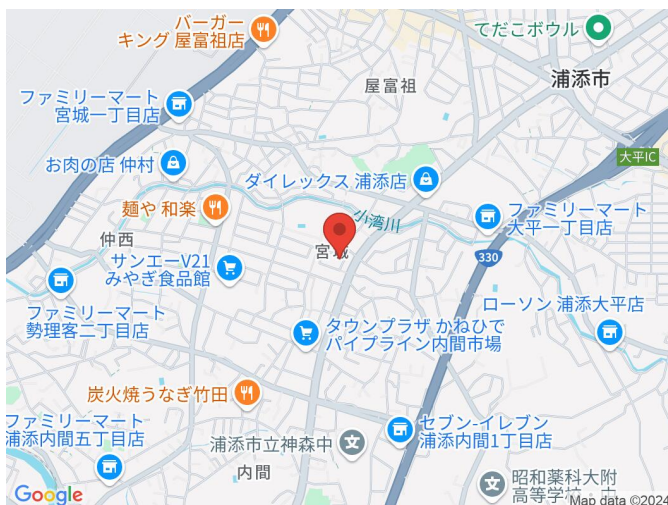 バーガー
キング 屋富祖店
てだこボウル
浦添市
屋富祖
ファミリーマート
宮城一丁目店
大平IC
お肉の店 仲村
ダイレックス 浦添店
麺や 和楽
小湾川
ファミリーマート
大平一丁目店
仲西
宮城
330
サンエーV21
みやぎ食品館
ファミリーマート
勢理客二丁目店
ローソン 浦添大平店
タウンプラザ かねひで
パイプライン内間市場
炭火焼うなぎ竹田
ファミリーマート
浦添内間五丁目店
セブン-イレブン
浦添内間1丁目店
浦添市立神森中
内間
昭和薬科大附
高等学校・中
Google
Map data ©2024